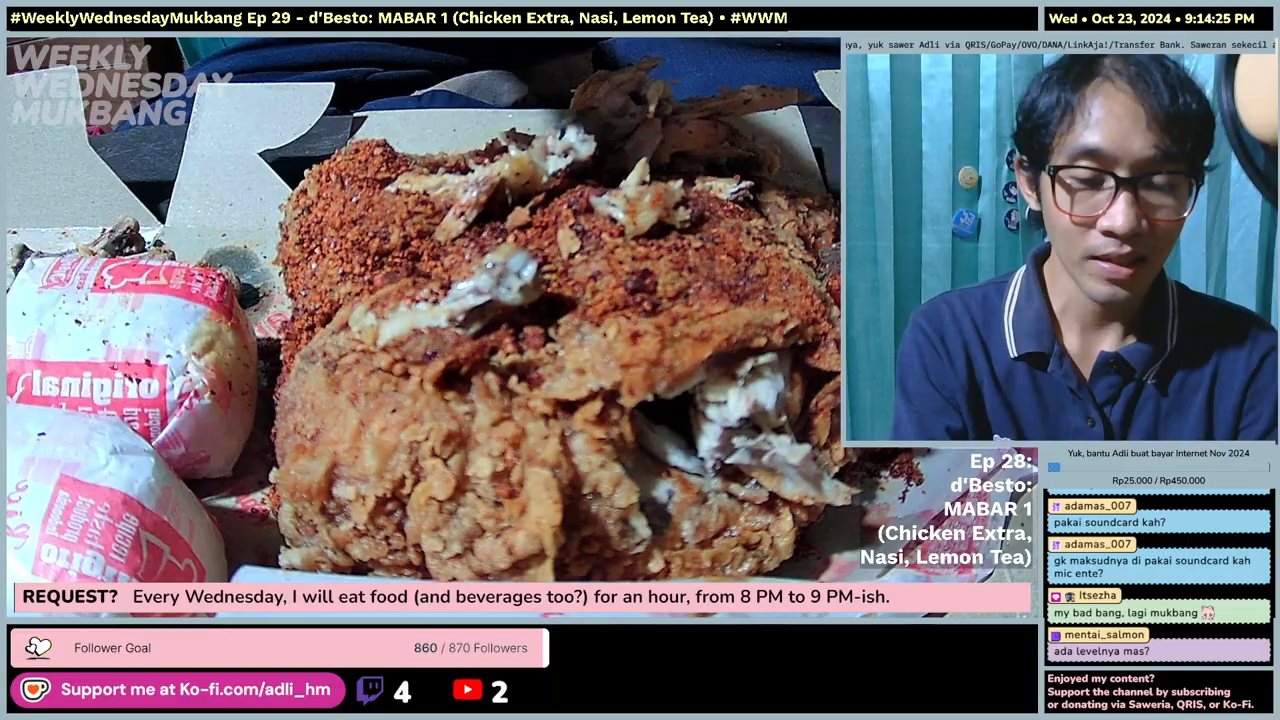 #WeeklyWednesdayMukbang Ep 29 - d'Besto: MABAR 1 (Chicken Extra, Nasi, Lemon Tea) • #WWM
Wed • Oct 23, 2024 • 9:14:25 PM
WEEKLY
WEDNESDAY
MUKBANG
ya, yuk sawer Adli via QRIS/GoPay/OVO/DANA/LinkAja!/Transfer Bank. Saweran sekecil
original
Ep 28:
d'Besto:
MABAR 1
(Chicken Extra,
Nasi, Lemon Tea)
Yuk, bantu Adli buat bayar Internet Nov 2024
Rp25.000 / Rp450.000
adamas_007
pakai soundcard kah?
adamas_007
gk maksudnya di pakai soundcard kah
mic ente?
Itsezha
my bad bang, lagi mukbang
mentai_salmon
ada levelnya mas?
REQUEST? Every Wednesday, I will eat food (and beverages too?) for an hour, from 8 PM to 9 PM-ish.
Follower Goal
860 / 870 Followers
Support me at Ko-fi.com/adli_hm
4
2
Enjoyed my content?
Support the channel by subscribing
or donating via Saweria, QRIS, or Ko-Fi.